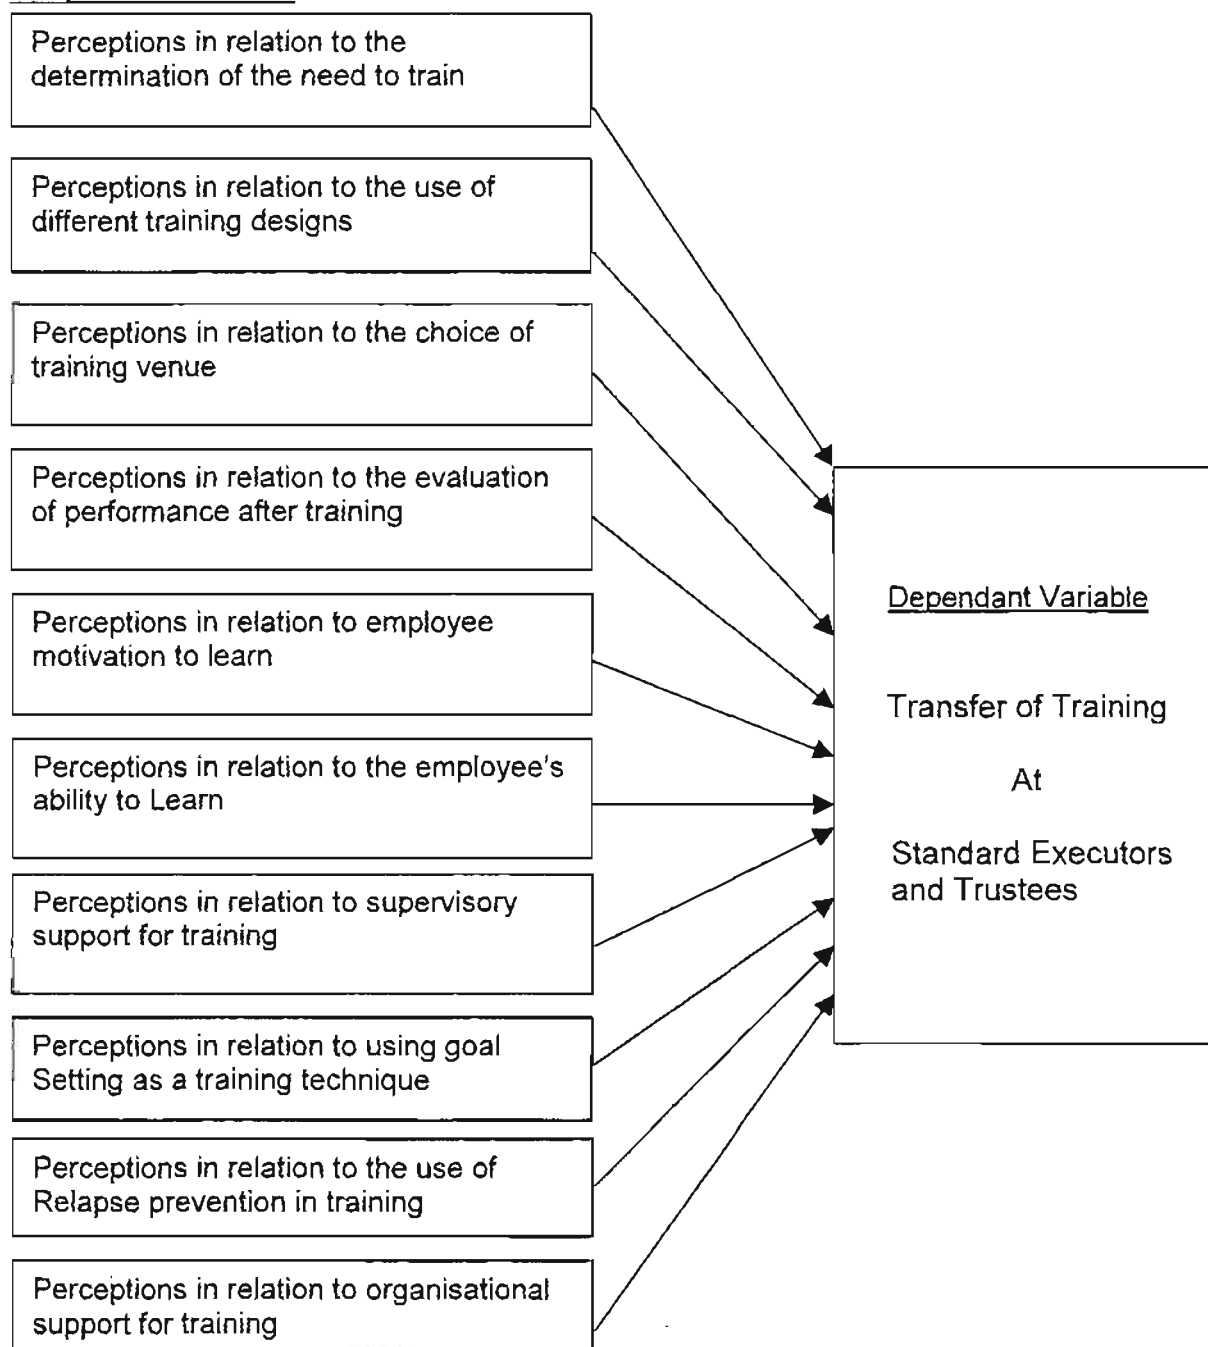 Perceptions in relation to the
determination of the need to train
Perceptions in relation to the use of
different training designs
Perceptions in relation to the choice of
training venue
Perceptions in relation to the evaluation
of performance after training
Perceptions in relation to employee
motivation to learn
Perceptions in relation to the employee's
ability to Learn
Perceptions in relation to supervisory
support for training
Perceptions in relation to using goal
Setting as a training technique
Perceptions in relation to the use of
Relapse prevention in training
Perceptions in relation to organisational
support for training
Dependant Variable
Transfer of Training
At
Standard Executors
and Trustees